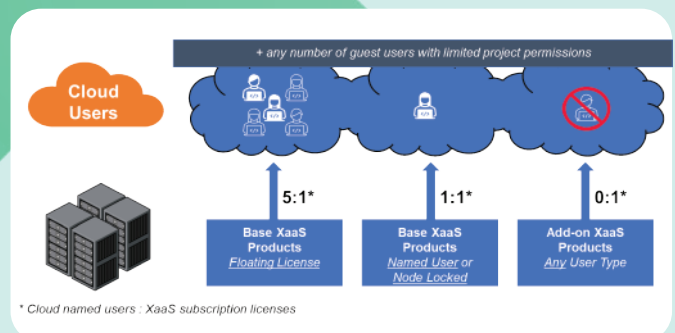 + any number of guest users with limited project permissions
Cloud
Users
5:1*
1:1*
0:1*
Base XaaS
Products
Floating License
Base XaaS
Products
Named User or
Node Locked
Add-on XaaS
Products
Any User Type
* Cloud named users : XaaS subscription licenses